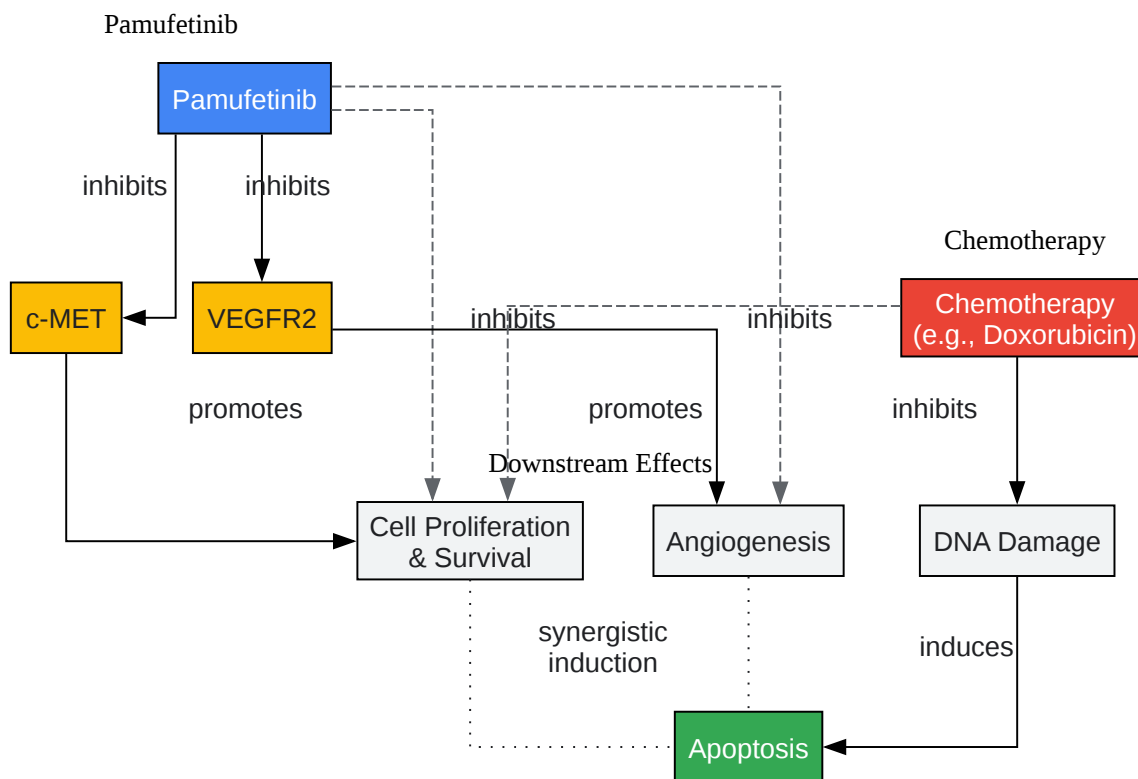 Pamufetinib
Pamufetinib
inhibits
inhibits
Chemotherapy
c-MET
VEGFR2
inhibits
inhibits
Chemotherapy
(e.g., Doxorubicin)
promotes
promotes
inhibits
Downstream Effects
Cell Proliferation
& Survival
Angiogenesis
DNA Damage
synergistic
induction
induces
Apoptosis